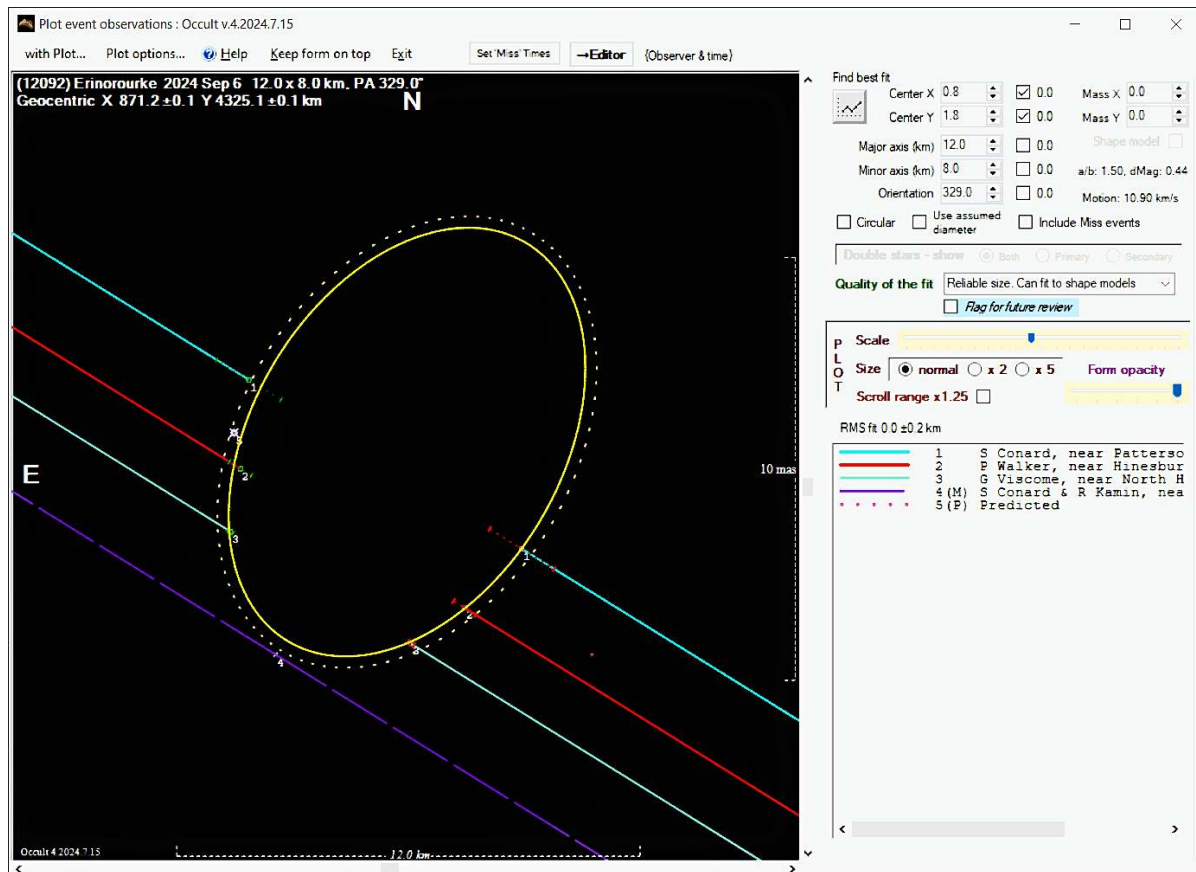 Plot event observations : Occult v.4.2024.7.15
with Plot... Plot options... Help Keep form on top Exit Set 'Miss' Times →Editor {Observer & time}
(12092) Erinorourke 2024 Sep 6 12.0 x 8.0 km, PA 329.0°
Geocentric X 871.2 ±0.1 Y 4325.1 ±0.1 km
N
E
1
5
2
3
4
1
2
3
10 mas
12.0 km
Occult 4.2024.7.15
Find best fit
Center X 0.8 0.0 Mass X 0.0
Center Y 1.8 0.0 Mass Y 0.0
Major axis (km) 12.0 0.0 Shape model
Minor axis (km) 8.0 0.0 a/b: 1.50, dMag: 0.44
Orientation 329.0 0.0 Motion: 10.90 km/s
Circular Use assumed diameter Include Miss events
Double stars - show Both Primary Secondary
Quality of the fit Reliable size. Can fit to shape models
Flag for future review
PLOT
Scale
Size normal x 2 x 5 Form opacity
Scroll range x1.25
RMS fit 0.0 ±0.2 km
1 S Conard, near Patterso
2 P Walker, near Hinesbur
3 G Viscome, near North H
4(M) S Conard & R Kamin, nea
5(P) Predicted